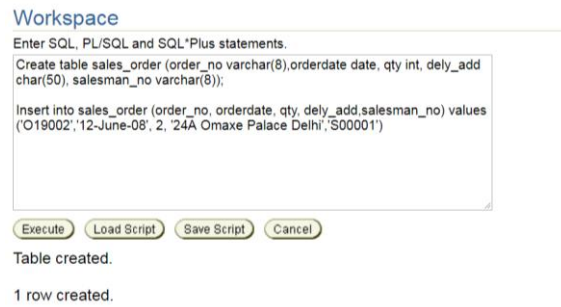 Workspace
Enter SQL, PL/SQL and SQL*Plus statements.
Create table sales_order (order_no varchar(8),orderdate date, qty int, dely_add
char(50), salesman_no varchar(8));
Insert into sales_order (order_no, orderdate, qty, dely_add,salesman_no) values
('O19002','12-June-08', 2, '24A Omaxe Palace Delhi','S00001')
Execute Load Script Save Script Cancel
Table created.
1 row created.